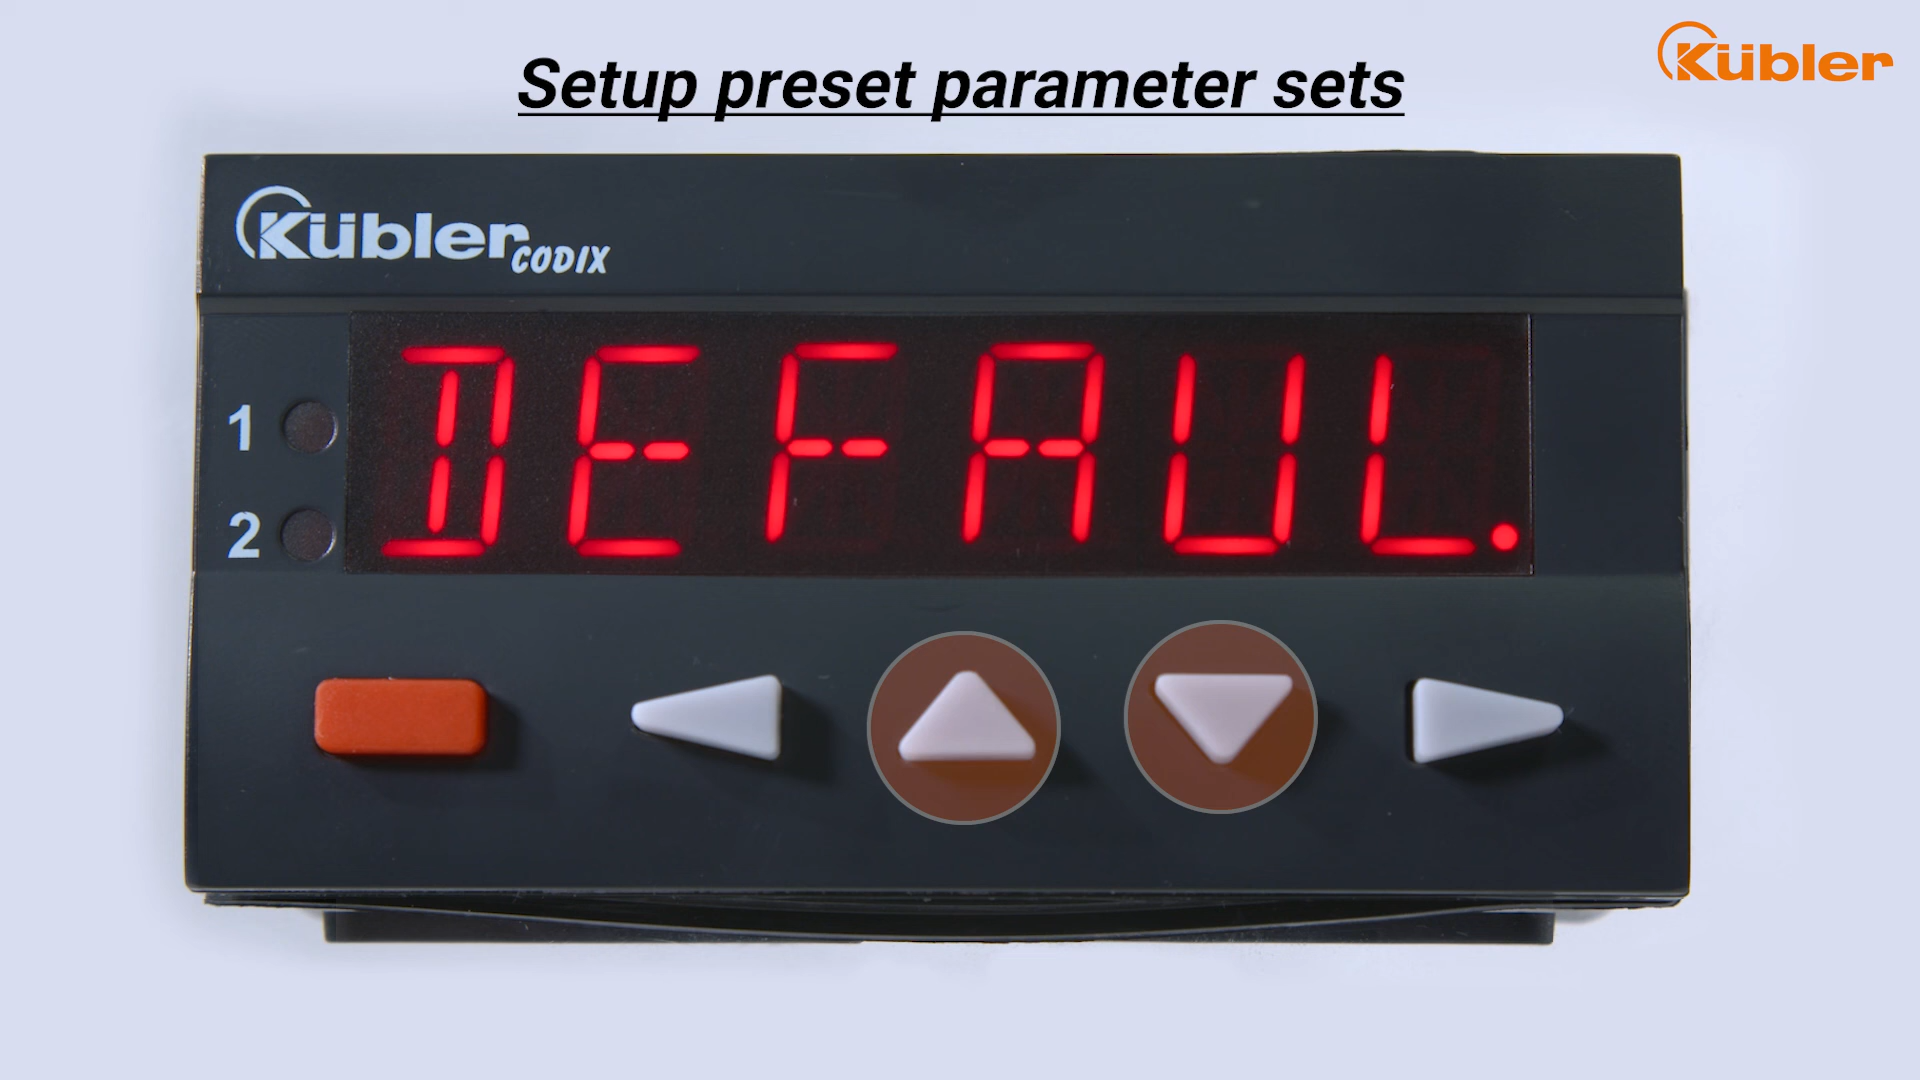 Setup preset parameter sets
Kübler
Kübler CODIX
DEFAUL.
1
2